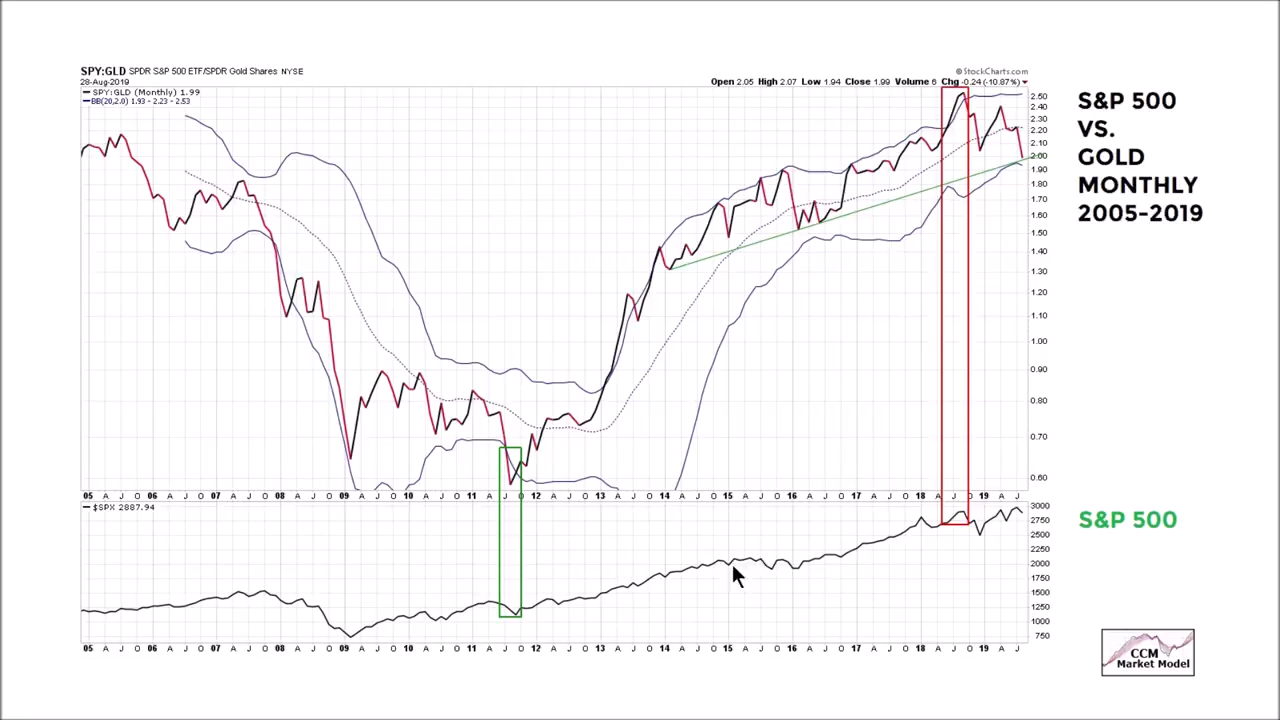 SPY:GLD SPDR S&P 500 ETF/SPDR Gold Shares NYSE
© StockCharts.com
28-Aug-2019
Open 2.05 High 2.07 Low 1.94 Close 1.99 Volume 6 Chg -0.24 (-10.87%)
SPY:GLD (Monthly) 1.99
BB(20,2.0) 1.93 - 2.23 - 2.53
2.50
2.40
2.30
2.20
2.10
2.00
1.90
1.80
1.70
1.60
1.50
1.40
1.30
1.20
1.10
1.00
0.90
0.80
0.70
0.60
S&P 500
VS.
GOLD
MONTHLY
2005-2019
05 A J O 06 A J O 07 A J O 08 A J O 09 A J O 10 A J O 11 A J O 12 A J O 13 A J O 14 A J O 15 A J O 16 A J O 17 A J O 18 A J O 19 A J
$SPX 2887.94
3000
2750
2500
2250
2000
1750
1500
1250
1000
750
S&P 500
05 A J O 06 A J O 07 A J O 08 A J O 09 A J O 10 A J O 11 A J O 12 A J O 13 A J O 14 A J O 15 A J O 16 A J O 17 A J O 18 A J O 19 A J
CCM
Market Model